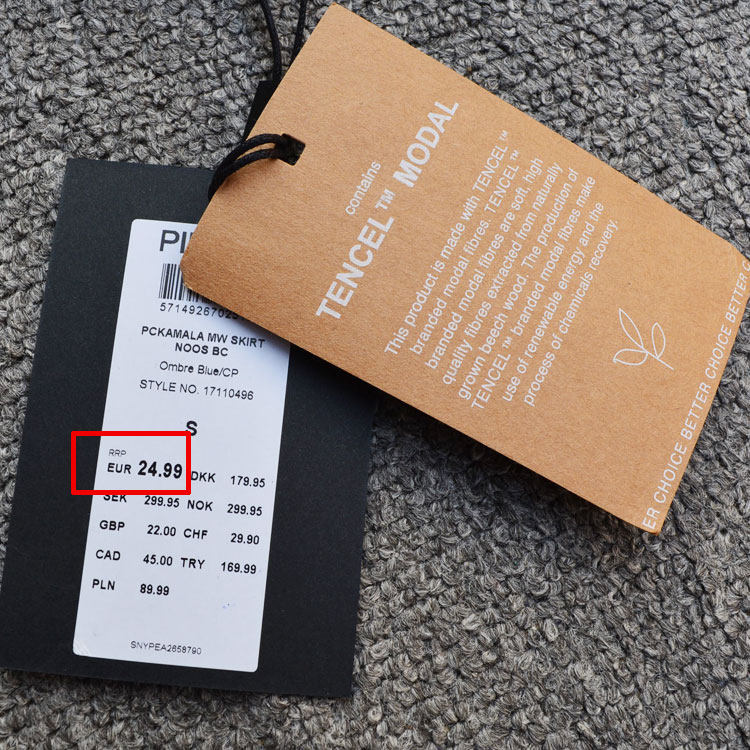 contains
TENCEL™ MODAL
This product is made with TENCEL™
branded modal fibres. TENCEL™
branded modal fibres are soft, high
quality fibres extracted from naturally
grown beech wood. The production of
TENCEL™ branded modal fibres make
use of renewable energy and the
process of chemicals recovery.
ER CHOICE BETTER CHOICE BETTER
PCKAMALA MW SKIRT
NOOS BC
Ombre Blue/CP
STYLE NO. 17110496
S
RRP
EUR 24.99 DKK 179.95
SEK 299.95 NOK 299.95
GBP 22.00 CHF 29.90
CAD 45.00 TRY 169.99
PLN 89.99
SNYPEA2658790